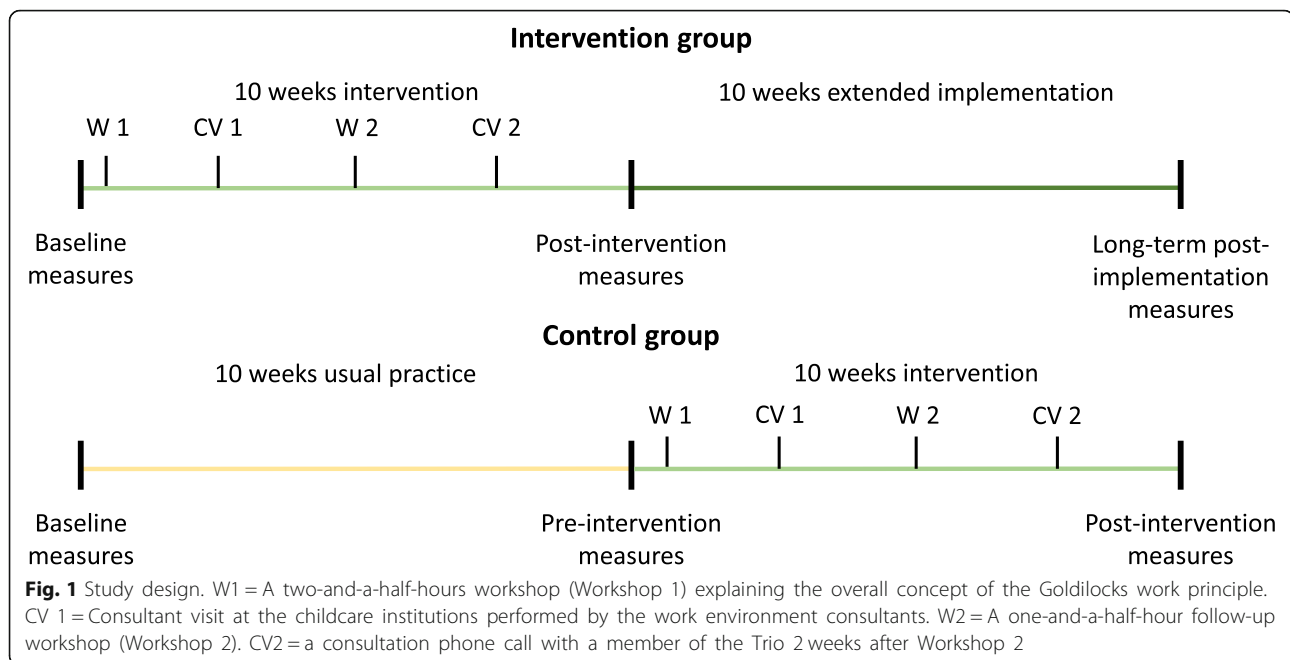 Intervention group
10 weeks intervention
10 weeks extended implementation
W 1
CV 1
W 2
CV 2
Baseline
measures
Post-intervention
measures
Long-term post-
implementation
measures
Control group
10 weeks usual practice
10 weeks intervention
W 1
CV 1
W 2
CV 2
Baseline
measures
Pre-intervention
measures
Post-intervention
measures
Fig. 1 Study design. W1 = A two-and-a-half-hours workshop (Workshop 1) explaining the overall concept of the Goldilocks work principle.
CV 1 = Consultant visit at the childcare institutions performed by the work environment consultants. W2 = A one-and-a-half-hour follow-up
workshop (Workshop 2). CV2 = a consultation phone call with a member of the Trio 2 weeks after Workshop 2